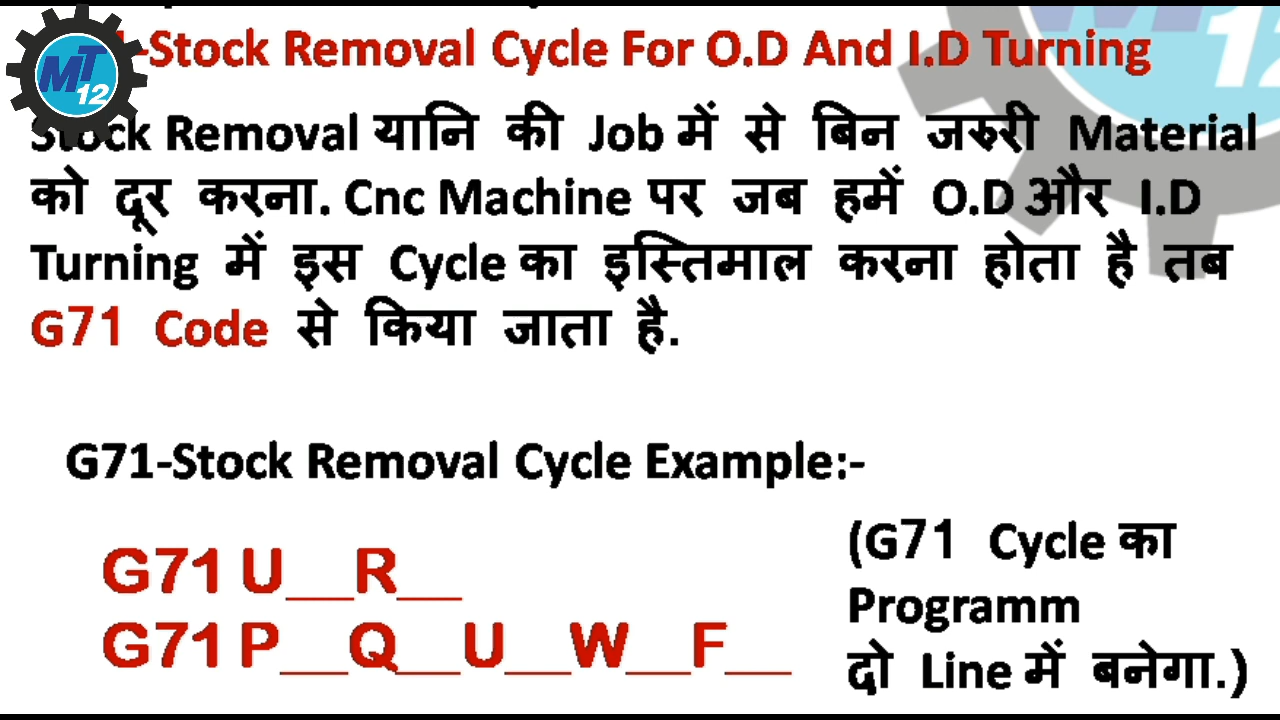 -Stock Removal Cycle For O.D And I.D Turning
MT
12
Stock Removal यानि की Job में से बिन जरुरी Material
को दूर करना. Cnc Machine पर जब हमें O.D और I.D
Turning में इस Cycle का इस्तिमाल करना होता है तब
G71 Code से किया जाता है.
G71-Stock Removal Cycle Example:-
G71 U__R__
G71 P__Q__U__W__F__
(G71 Cycle का
Programm
दो Line में बनेगा.)